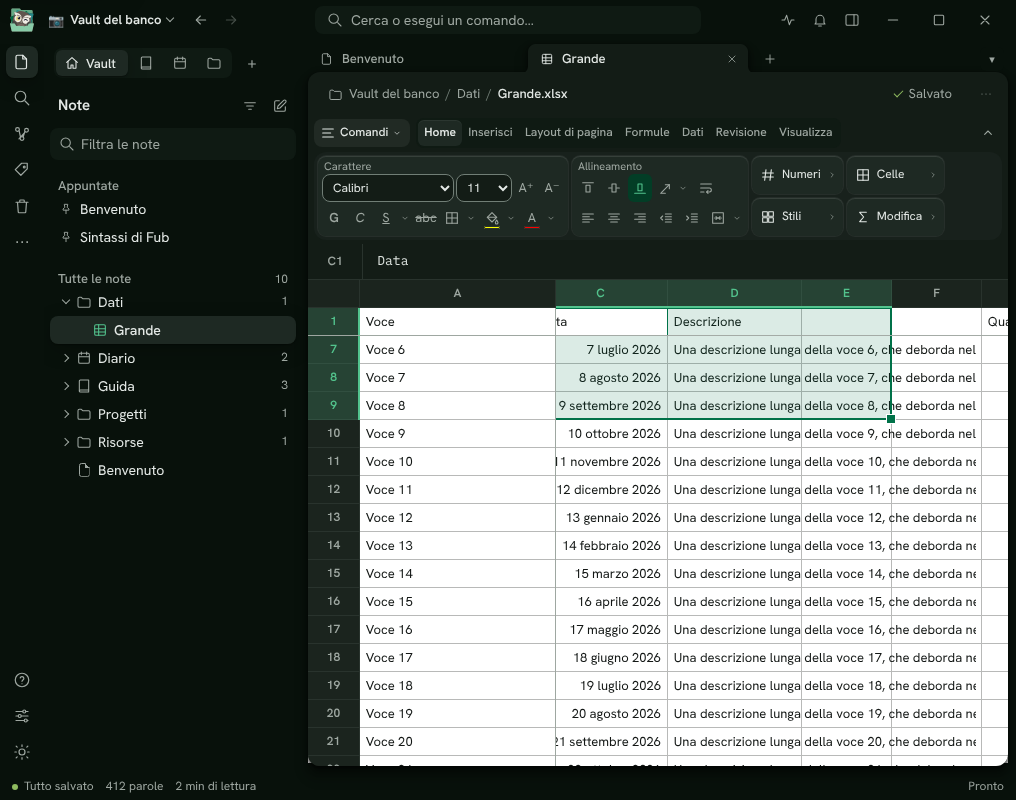 Vault del banco
Cerca o esegui un comando…
Vault
Benvenuto
Grande
Note
Vault del banco / Dati / Grande.xlsx
Salvato
Filtra le note
Comandi
Home
Inserisci
Layout di pagina
Formule
Dati
Revisione
Visualizza
Appuntate
Benvenuto
Sintassi di Fub
Carattere
Calibri
11
A⁺ A⁻
G C S abc A
Allineamento
Numeri
Celle
Stili
Modifica
Tutte le note 10
Dati 1
Grande
Diario 2
Guida 3
Progetti 1
Risorse 1
Benvenuto
C1 Data
A C D E F
1 Voce ta Descrizione
7 Voce 6 7 luglio 2026 Una descrizione lunga della voce 6, che deborda nel
8 Voce 7 8 agosto 2026 Una descrizione lunga della voce 7, che deborda nel
9 Voce 8 9 settembre 2026 Una descrizione lunga della voce 8, che deborda nel
10 Voce 9 10 ottobre 2026 Una descrizione lunga della voce 9, che deborda nel
11 Voce 10 11 novembre 2026 Una descrizione lunga della voce 10, che deborda ne
12 Voce 11 12 dicembre 2026 Una descrizione lunga della voce 11, che deborda ne
13 Voce 12 13 gennaio 2026 Una descrizione lunga della voce 12, che deborda ne
14 Voce 13 14 febbraio 2026 Una descrizione lunga della voce 13, che deborda ne
15 Voce 14 15 marzo 2026 Una descrizione lunga della voce 14, che deborda ne
16 Voce 15 16 aprile 2026 Una descrizione lunga della voce 15, che deborda ne
17 Voce 16 17 maggio 2026 Una descrizione lunga della voce 16, che deborda ne
18 Voce 17 18 giugno 2026 Una descrizione lunga della voce 17, che deborda ne
19 Voce 18 19 luglio 2026 Una descrizione lunga della voce 18, che deborda ne
20 Voce 19 20 agosto 2026 Una descrizione lunga della voce 19, che deborda ne
21 Voce 20 21 settembre 2026 Una descrizione lunga della voce 20, che deborda ne
Tutto salvato
412 parole
2 min di lettura
Pronto